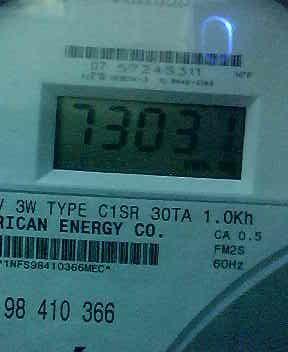 07 57245311
73031
V 3W TYPE C1SR 30TA 1.0Kh
RICAN ENERGY CO.
CA 0.5
FM2S
60Hz
*1NFS98410366MEC*
98 410 366